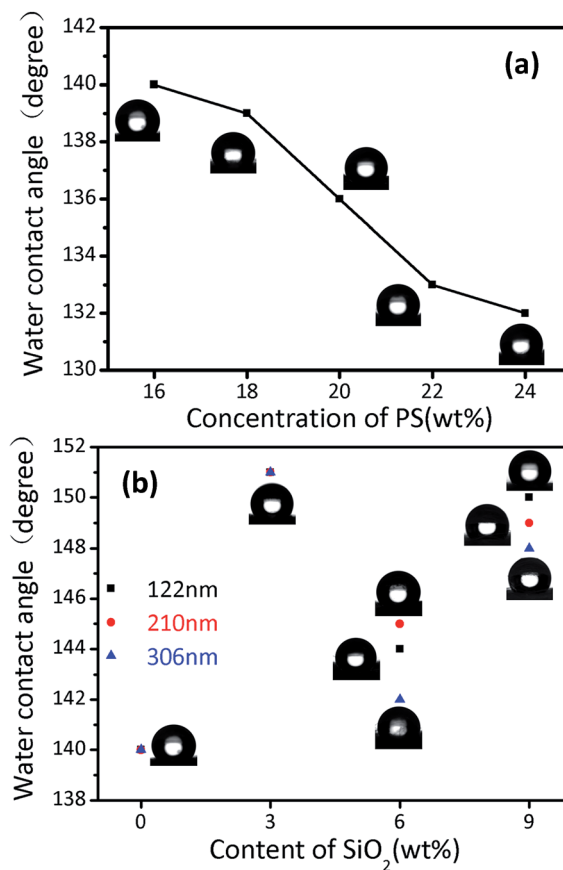 142
140
138
136
134
132
130
Water contact angle (degree)
(a)
16 18 20 22 24
Concentration of PS(wt%)
152
150
148
146
144
142
140
138
Water contact angle (degree)
(b)
122nm
210nm
306nm
0 3 6 9
Content of SiO₂(wt%)